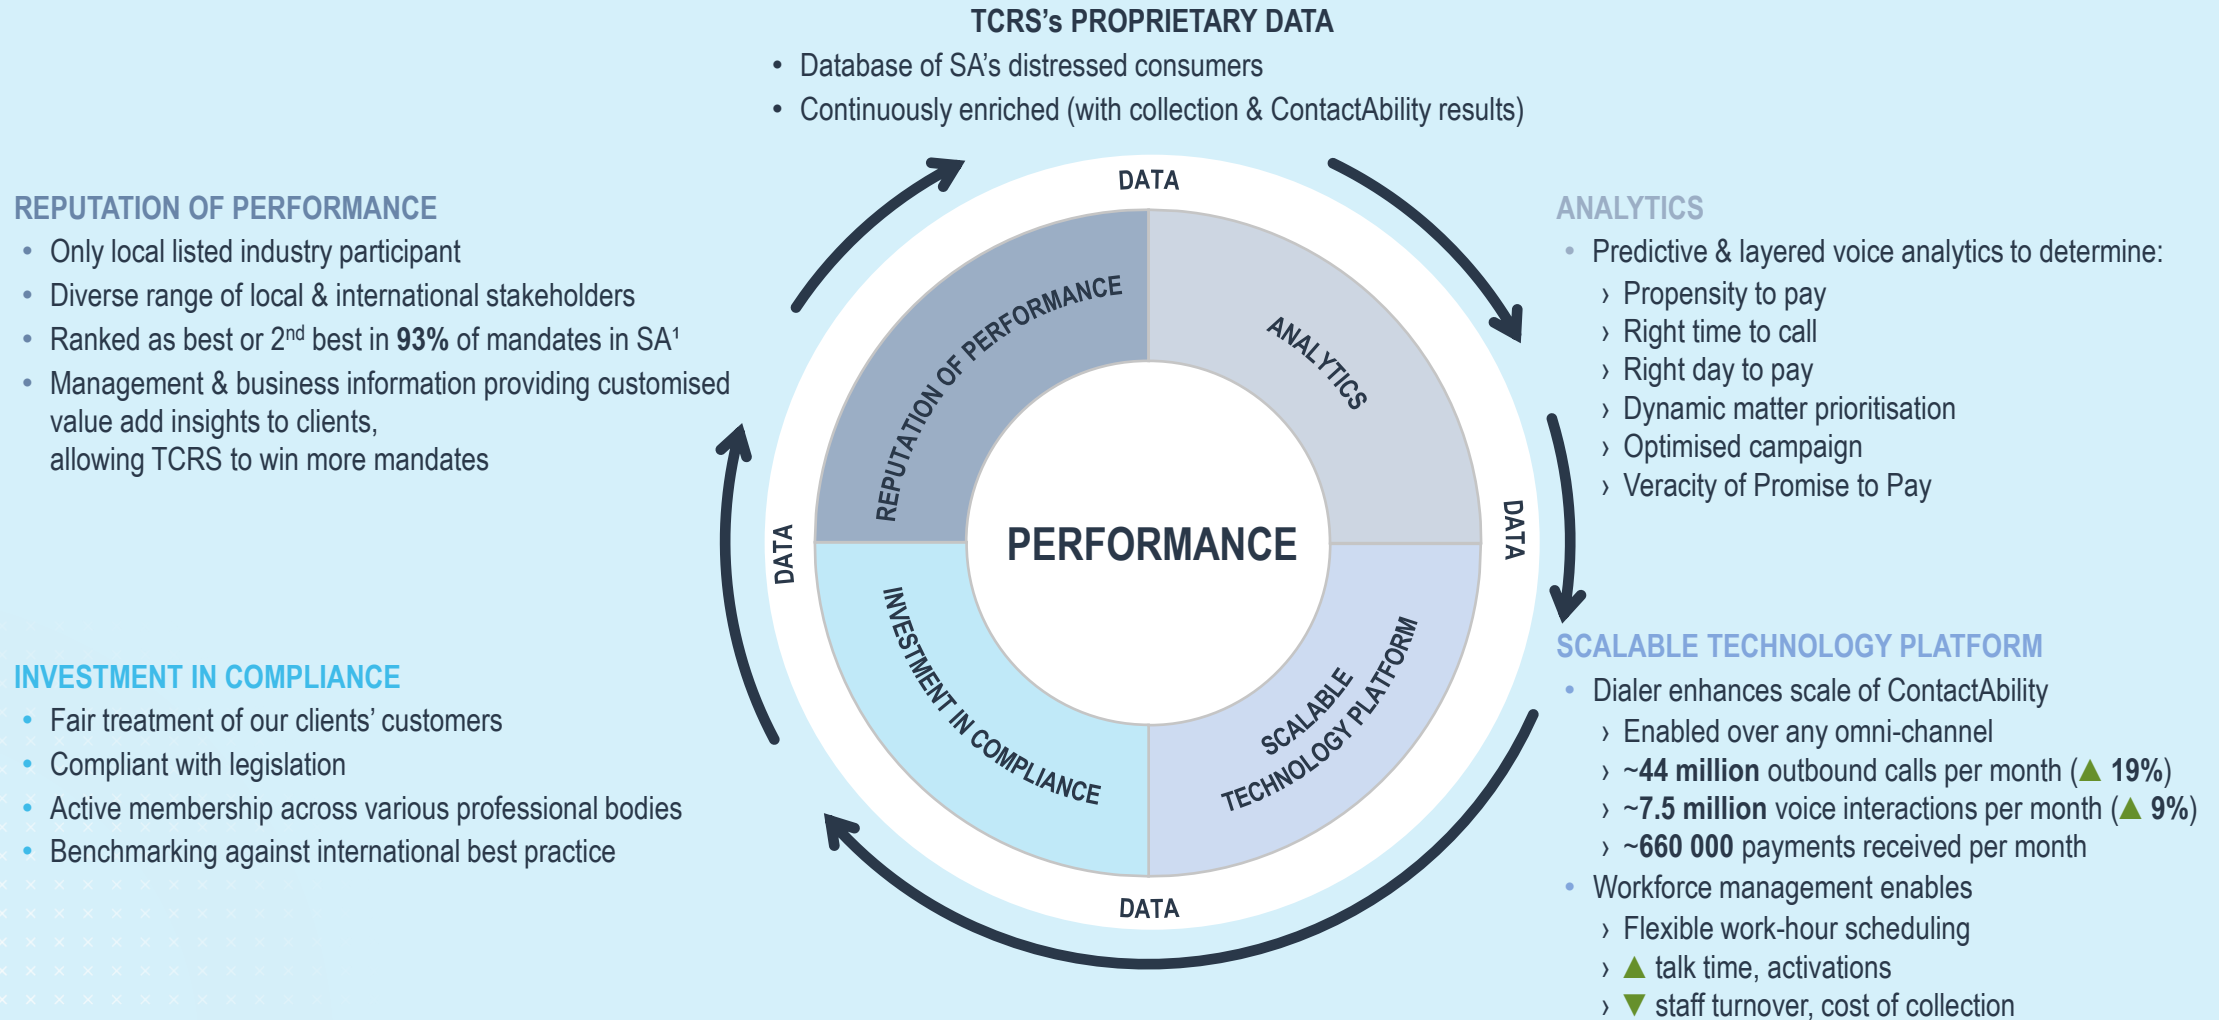 TCRS's PROPRIETARY DATA
• Database of SA's distressed consumers
• Continuously enriched (with collection & ContactAbility results)
REPUTATION OF PERFORMANCE
• Only local listed industry participant
• Diverse range of local & international stakeholders
• Ranked as best or 2nd best in 93% of mandates in SA¹
• Management & business information providing customised
value add insights to clients,
allowing TCRS to win more mandates
INVESTMENT IN COMPLIANCE
• Fair treatment of our clients' customers
• Compliant with legislation
• Active membership across various professional bodies
• Benchmarking against international best practice
DATA
DATA
DATA
DATA
REPUTATION OF PERFORMANCE
ANALYTICS
PERFORMANCE
INVESTMENT IN COMPLIANCE
SCALABLE
TECHNOLOGY PLATFORM
ANALYTICS
• Predictive & layered voice analytics to determine:
› Propensity to pay
› Right time to call
› Right day to pay
› Dynamic matter prioritisation
› Optimised campaign
› Veracity of Promise to Pay
SCALABLE TECHNOLOGY PLATFORM
• Dialer enhances scale of ContactAbility
› Enabled over any omni-channel
› ~44 million outbound calls per month (▲ 19%)
› ~7.5 million voice interactions per month (▲ 9%)
› ~660 000 payments received per month
• Workforce management enables
› Flexible work-hour scheduling
› ▲ talk time, activations
› ▼ staff turnover, cost of collection